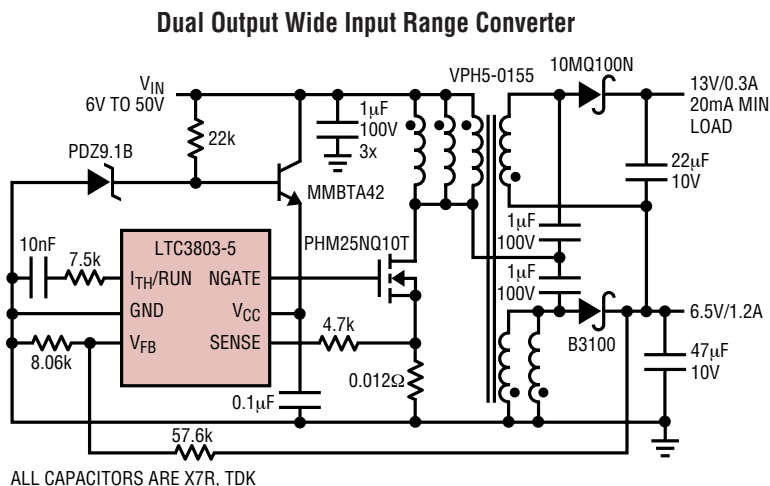 Dual Output Wide Input Range Converter
VIN
6V TO 50V
22k
1µF
100V
3x
VPH5-0155
10MQ100N
13V/0.3A
20mA MIN
LOAD
PDZ9.1B
MMBTA42
22µF
10V
10nF
7.5k
LTC3803-5
ITH/RUN
NGATE
GND
VCC
VFB
SENSE
PHM25NQ10T
1µF
100V
1µF
100V
6.5V/1.2A
B3100
4.7k
8.06k
0.012Ω
47µF
10V
0.1µF
57.6k
ALL CAPACITORS ARE X7R, TDK